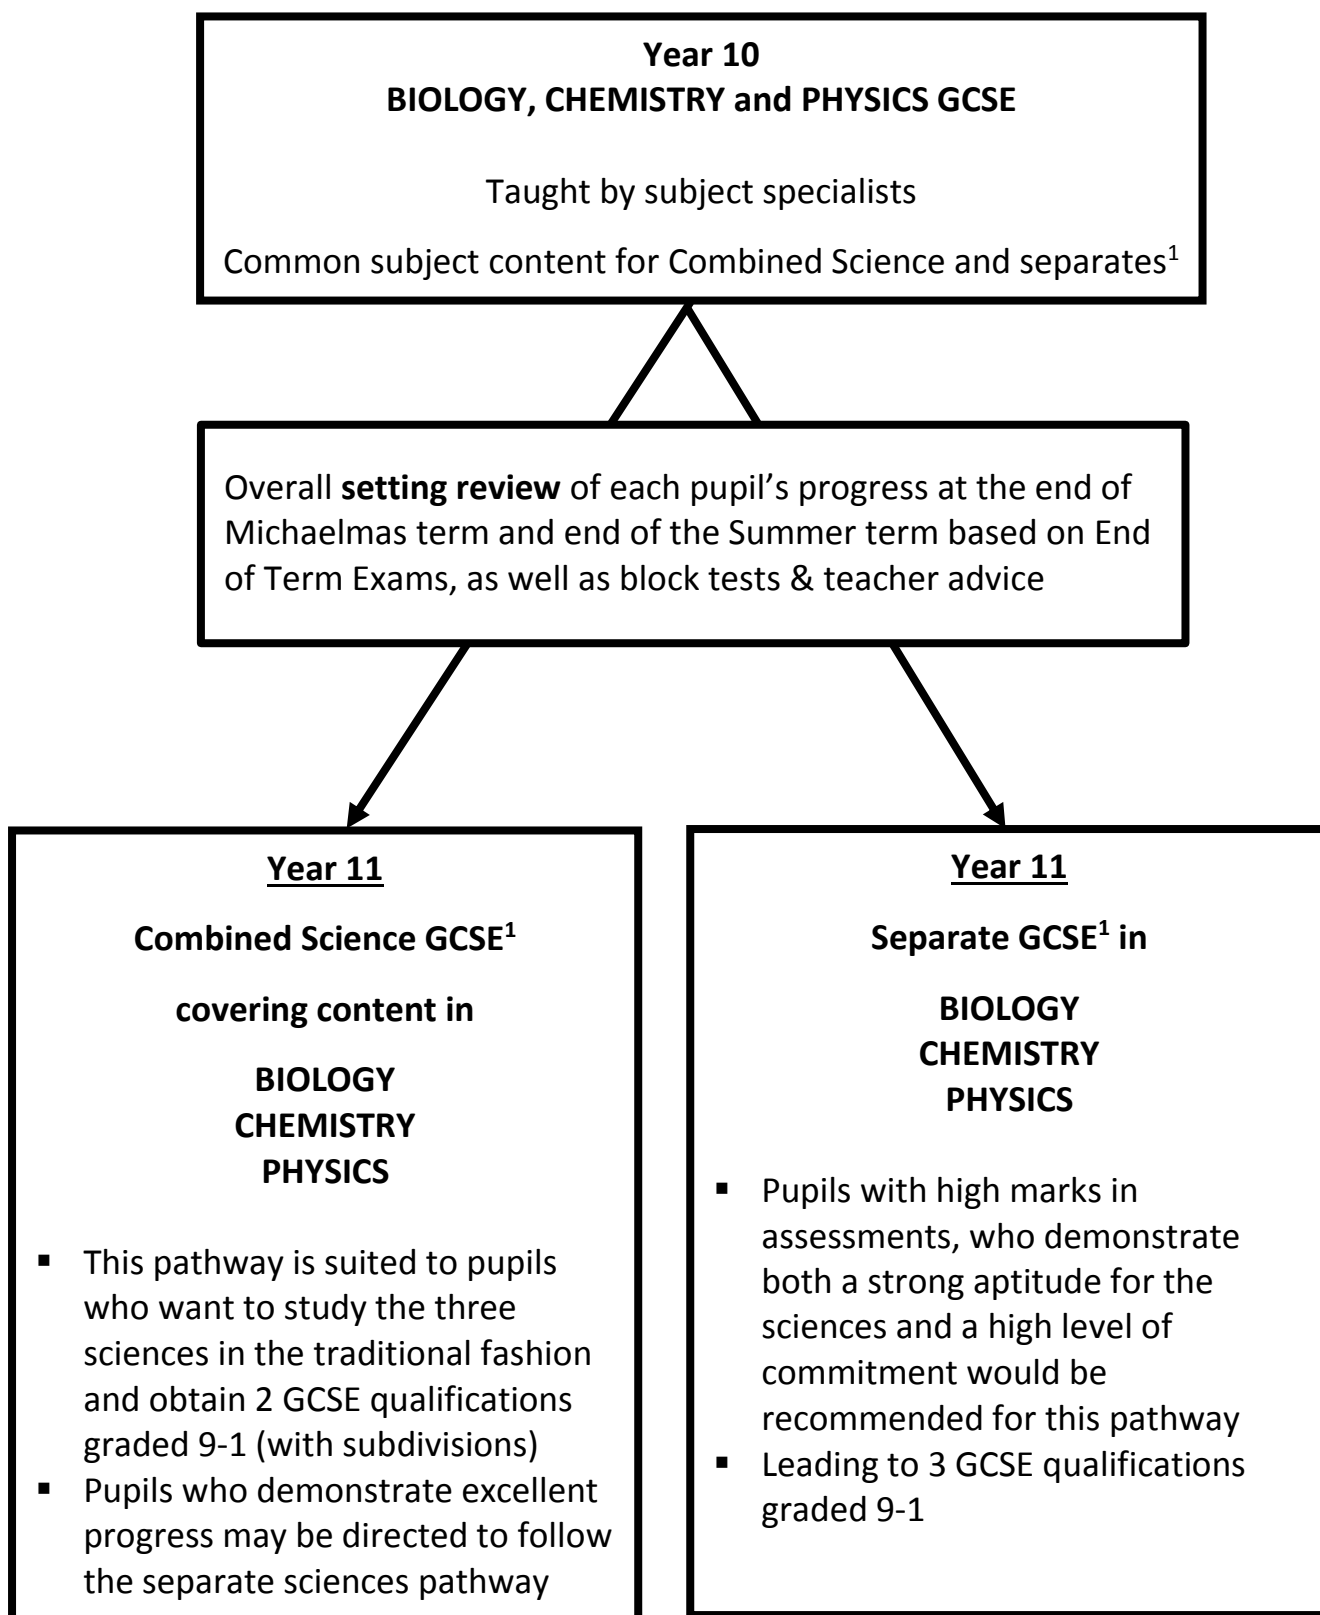 Year 10
BIOLOGY, CHEMISTRY and PHYSICS GCSE
Taught by subject specialists
Common subject content for Combined Science and separates¹
Overall setting review of each pupil’s progress at the end of
Michaelmas term and end of the Summer term based on End
of Term Exams, as well as block tests & teacher advice
Year 11
Combined Science GCSE¹
covering content in
BIOLOGY
CHEMISTRY
PHYSICS
▪ This pathway is suited to pupils
who want to study the three
sciences in the traditional fashion
and obtain 2 GCSE qualifications
graded 9-1 (with subdivisions)
▪ Pupils who demonstrate excellent
progress may be directed to follow
the separate sciences pathway
Year 11
Separate GCSE¹ in
BIOLOGY
CHEMISTRY
PHYSICS
▪ Pupils with high marks in
assessments, who demonstrate
both a strong aptitude for the
sciences and a high level of
commitment would be
recommended for this pathway
▪ Leading to 3 GCSE qualifications
graded 9-1